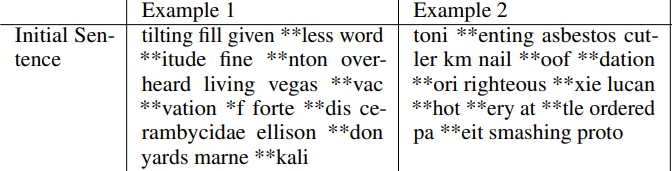 Example 1 Example 2
Initial Sen- tilting fill given **less word toni **enting asbestos cut-
tence **itude fine **nton over- ler km nail **oof **dation
heard living vegas **vac **ori righteous **xie lucan
**vation *f forte **dis ce- **hot **ery at **tle ordered
rambycidae ellison **don pa **eit smashing proto
yards marne **kali